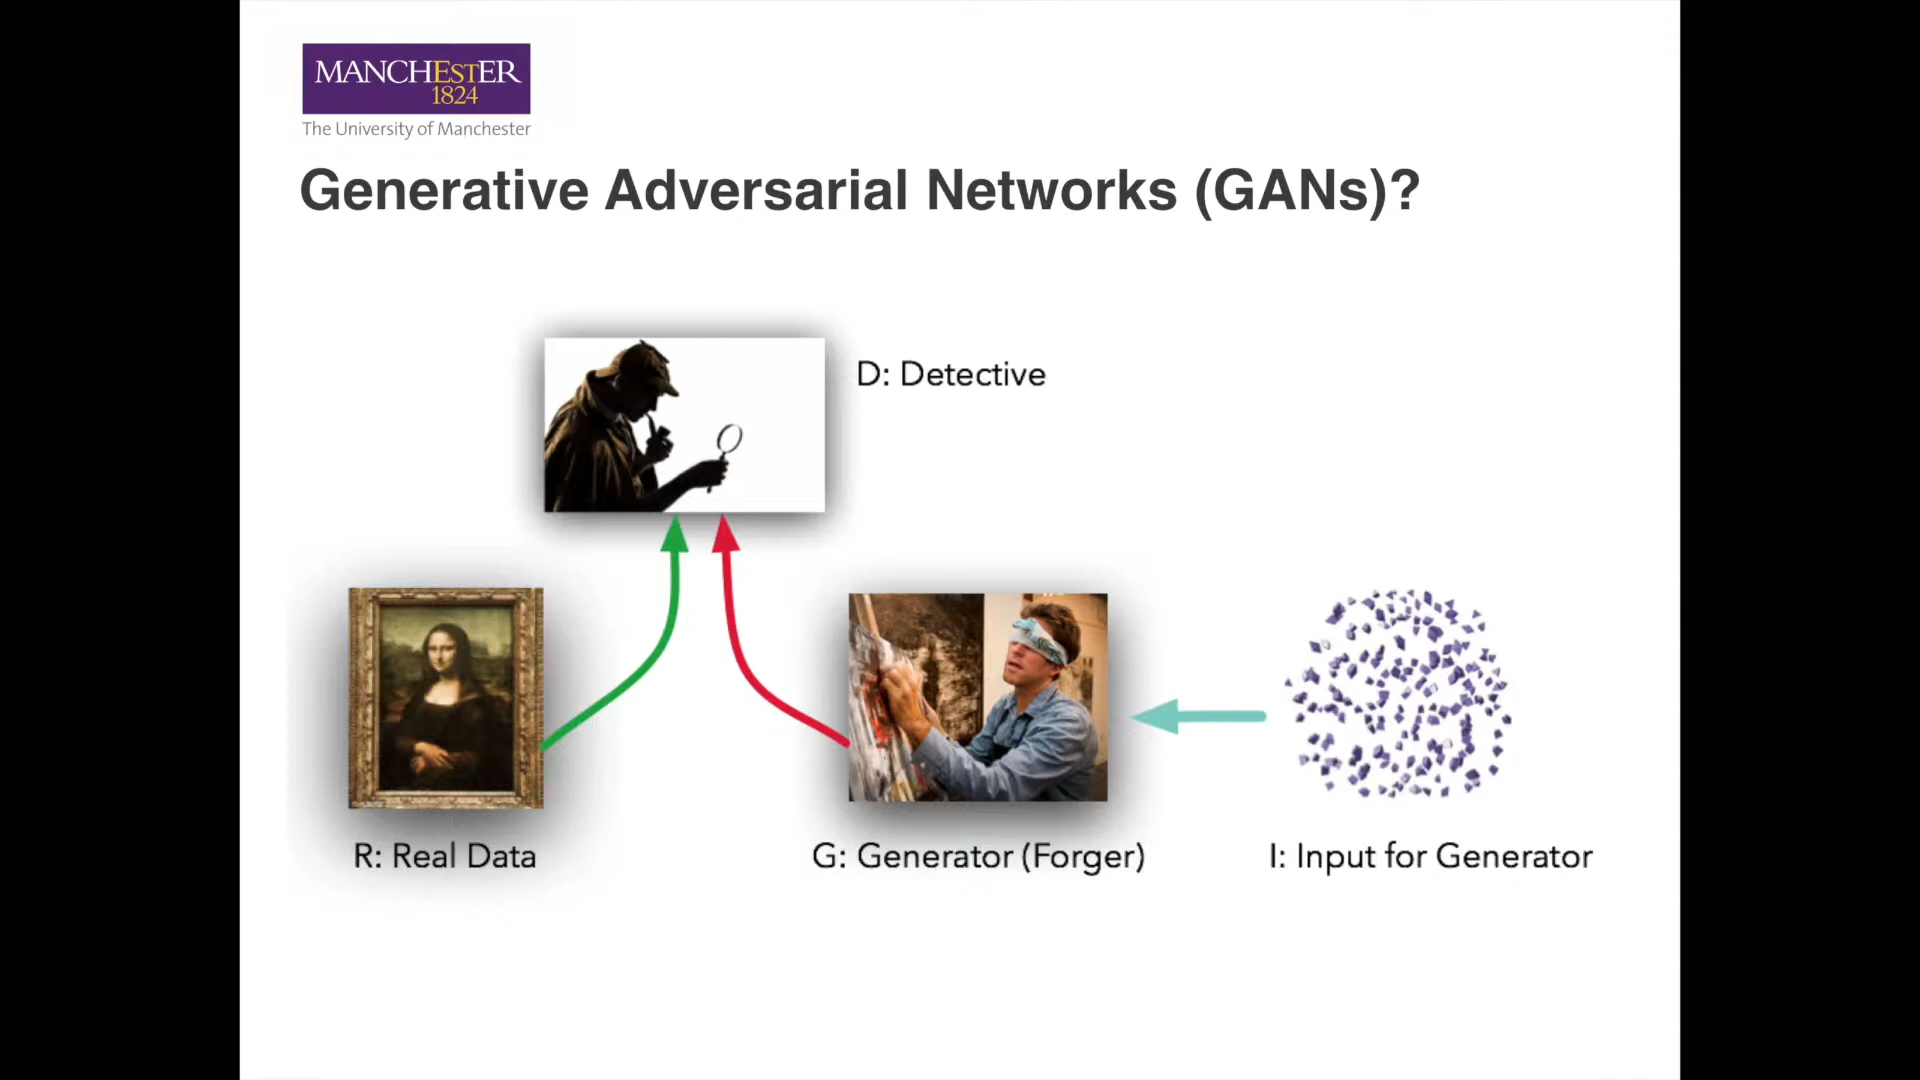 MANCHESTER
1824
The University of Manchester
Generative Adversarial Networks (GANs)?
D: Detective
R: Real Data
G: Generator (Forger)
I: Input for Generator